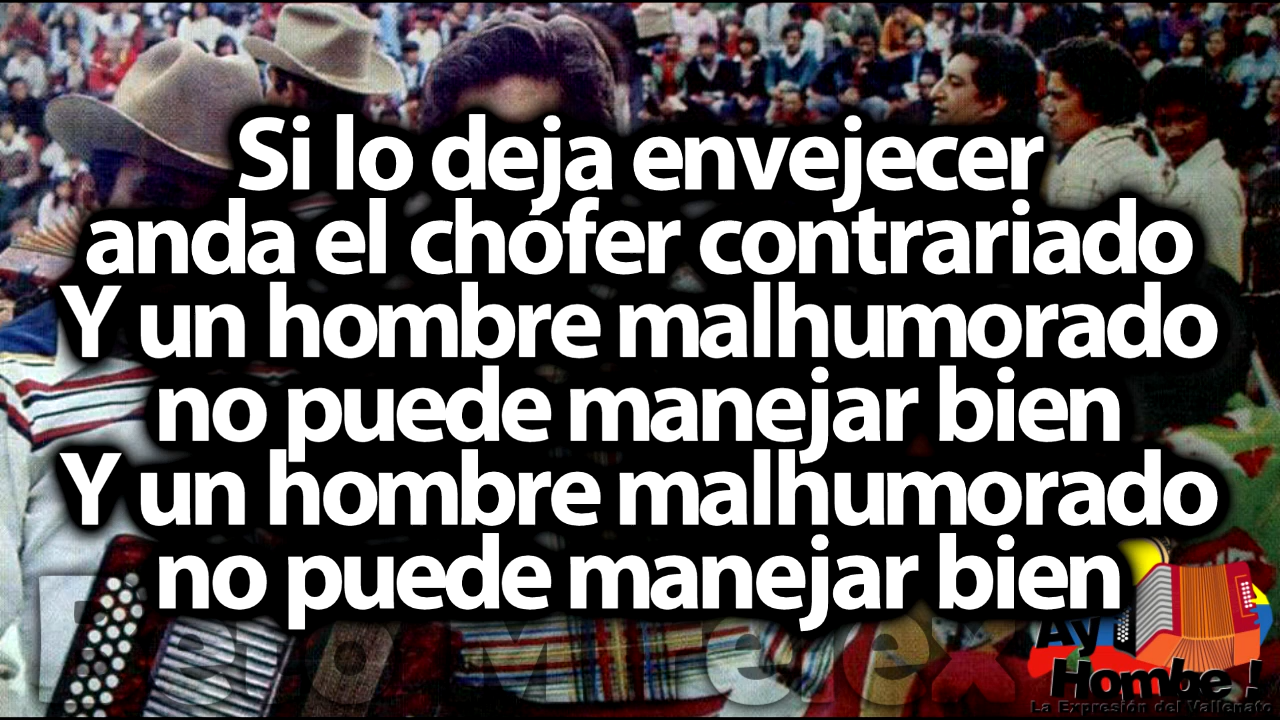 Si lo deja envejecer
anda el chófer contrariado
Y un hombre malhumorado
no puede manejar bien
Y un hombre malhumorado
no puede manejar bien
Ay
Hombe !
La Expresión del Vallenato